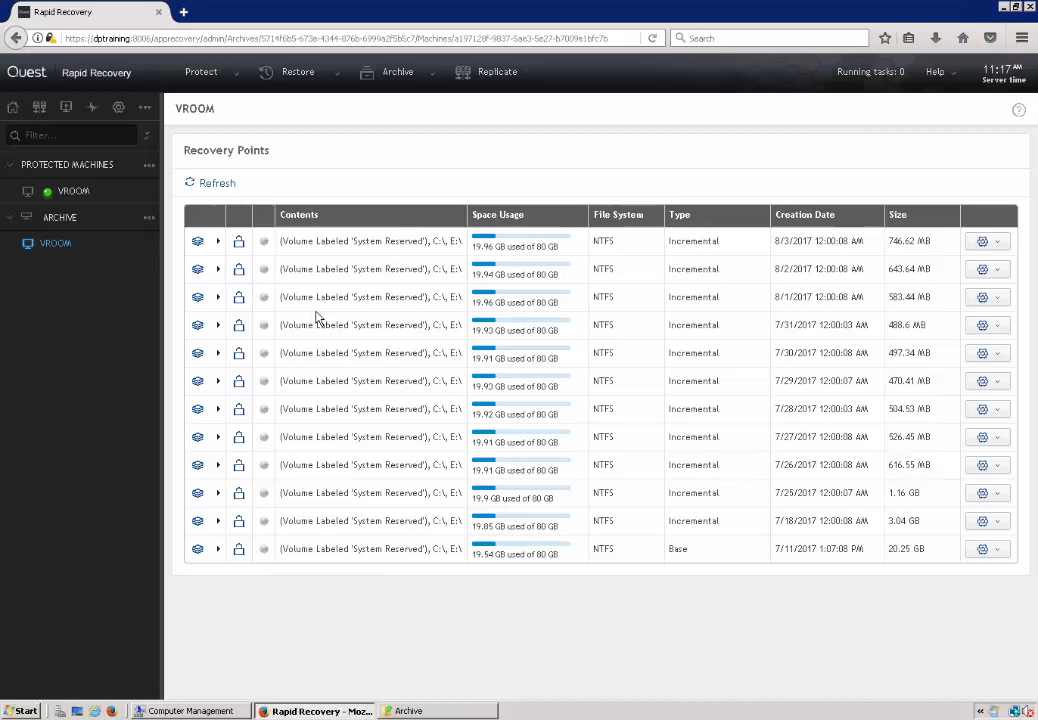 Rapid Recovery
https://dptraining:8006/apprecovery/admin/Archives/5714f6b5-673e-4344-876b-6999a2f5b5c7/Machines/a197128f-9837-5ae3-5e27-b7009e1bfc7b
Search
Quest Rapid Recovery Protect Restore Archive Replicate Running tasks: 0 Help 11:17 AM
Server time
Filter...
PROTECTED MACHINES
VROOM
ARCHIVE
VROOM
VROOM
Recovery Points
Refresh
Contents Space Usage File System Type Creation Date Size
(Volume Labeled 'System Reserved'), C:\, E:\ 19.96 GB used of 80 GB NTFS Incremental 8/3/2017 12:00:08 AM 746.62 MB
(Volume Labeled 'System Reserved'), C:\, E:\ 19.94 GB used of 80 GB NTFS Incremental 8/2/2017 12:00:08 AM 643.64 MB
(Volume Labeled 'System Reserved'), C:\, E:\ 19.96 GB used of 80 GB NTFS Incremental 8/1/2017 12:00:08 AM 583.44 MB
(Volume Labeled 'System Reserved'), C:\, E:\ 19.93 GB used of 80 GB NTFS Incremental 7/31/2017 12:00:03 AM 488.6 MB
(Volume Labeled 'System Reserved'), C:\, E:\ 19.91 GB used of 80 GB NTFS Incremental 7/30/2017 12:00:08 AM 497.34 MB
(Volume Labeled 'System Reserved'), C:\, E:\ 19.93 GB used of 80 GB NTFS Incremental 7/29/2017 12:00:07 AM 470.41 MB
(Volume Labeled 'System Reserved'), C:\, E:\ 19.92 GB used of 80 GB NTFS Incremental 7/28/2017 12:00:03 AM 504.53 MB
(Volume Labeled 'System Reserved'), C:\, E:\ 19.91 GB used of 80 GB NTFS Incremental 7/27/2017 12:00:08 AM 526.45 MB
(Volume Labeled 'System Reserved'), C:\, E:\ 19.91 GB used of 80 GB NTFS Incremental 7/26/2017 12:00:08 AM 616.55 MB
(Volume Labeled 'System Reserved'), C:\, E:\ 19.9 GB used of 80 GB NTFS Incremental 7/25/2017 12:00:07 AM 1.16 GB
(Volume Labeled 'System Reserved'), C:\, E:\ 19.85 GB used of 80 GB NTFS Incremental 7/18/2017 12:00:08 AM 3.04 GB
(Volume Labeled 'System Reserved'), C:\, E:\ 19.54 GB used of 80 GB NTFS Base 7/11/2017 1:07:08 PM 20.25 GB
Start Computer Management Rapid Recovery - Moz... Archive